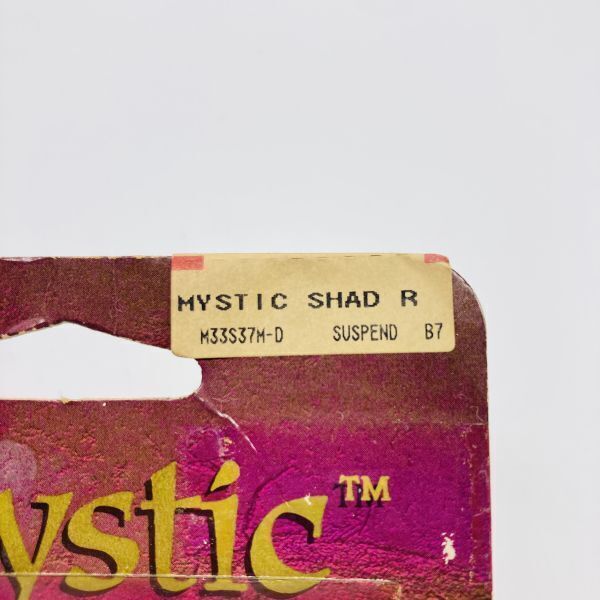 MYSTIC SHAD R
M33S37M-D SUSPEND B7
ystic™